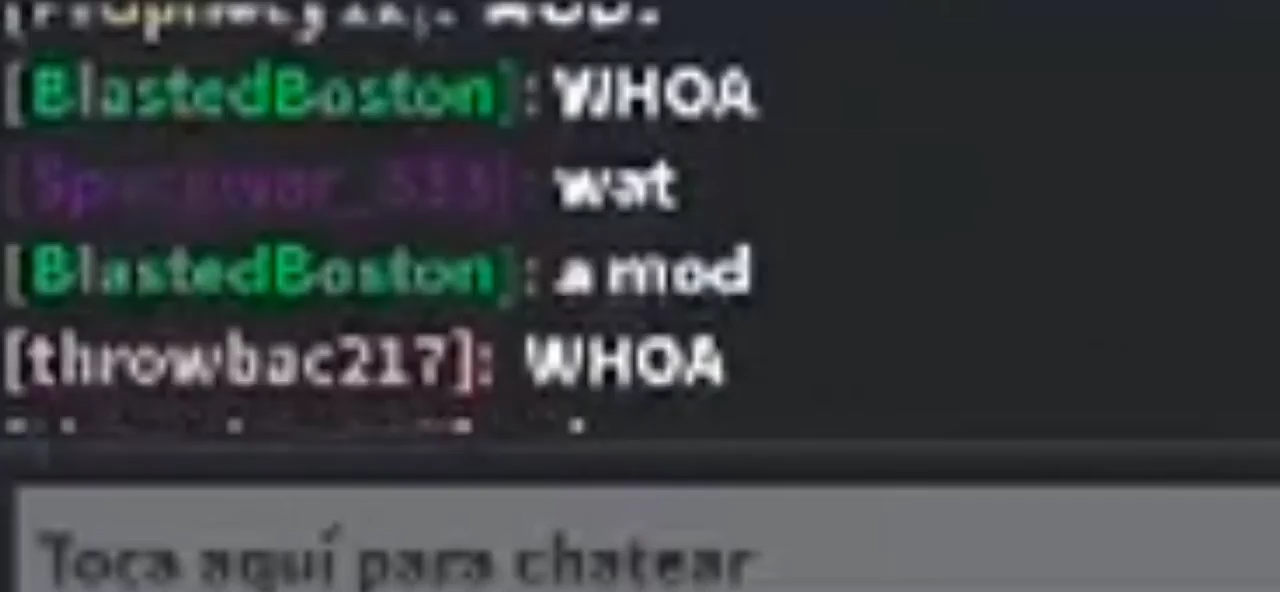 [BlastedBoston]: WHOA
wat
[BlastedBoston]: a mod
[throwbac217]: WHOA
Toca aquí para chatear